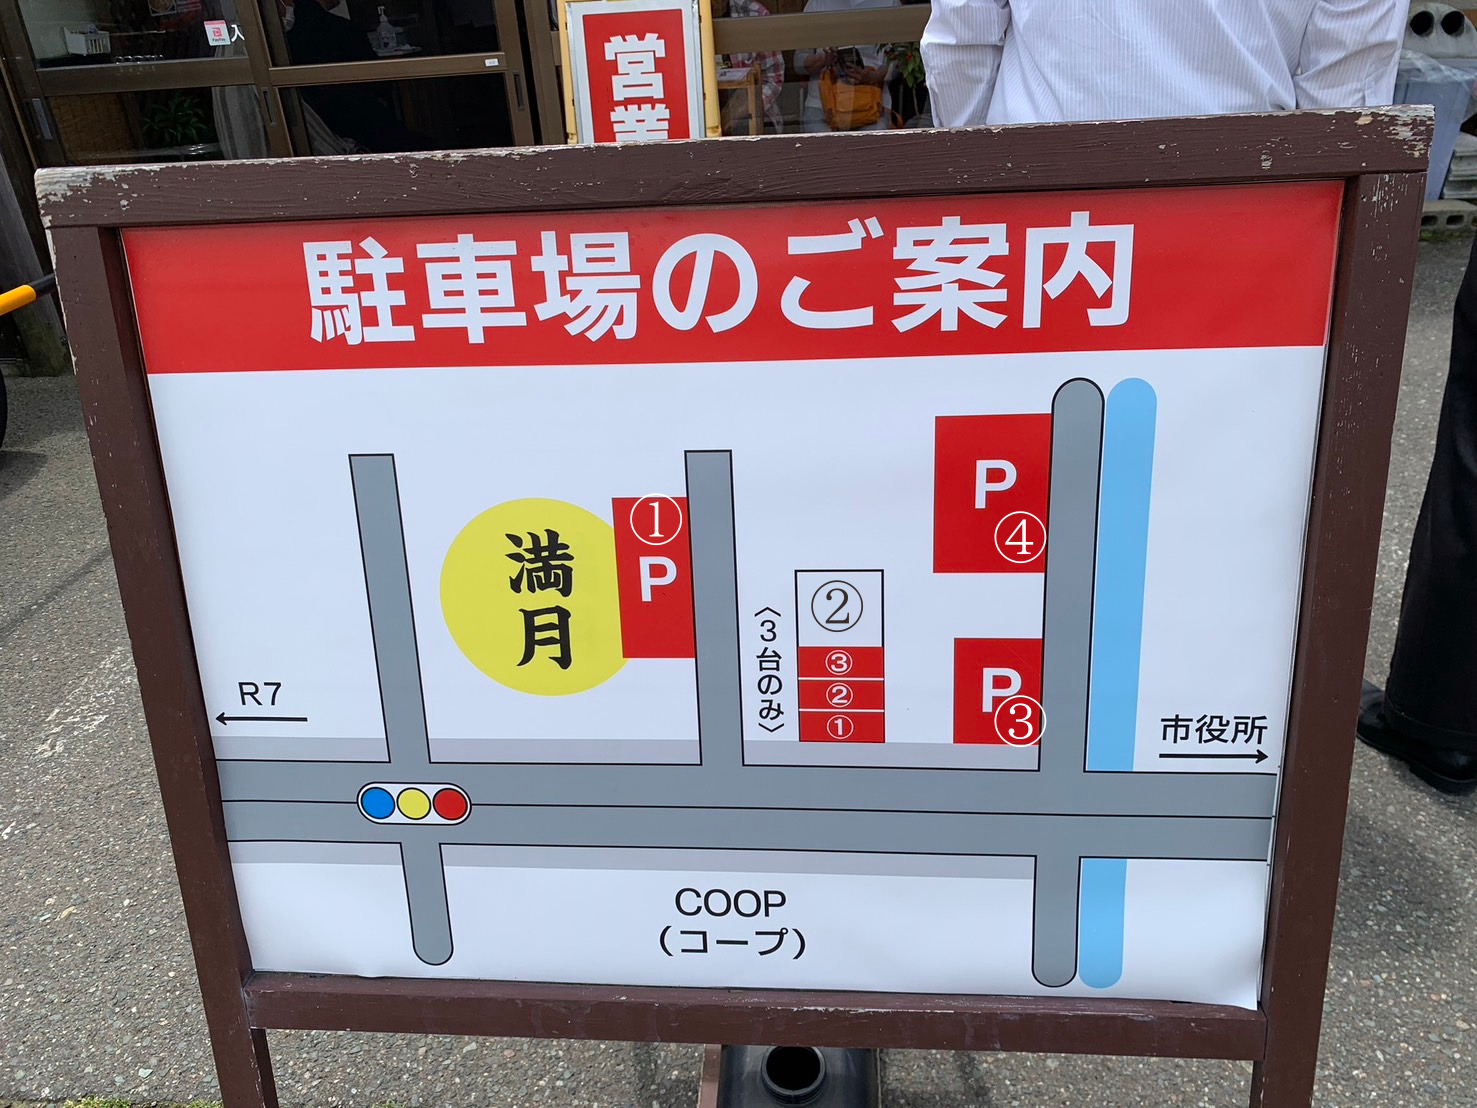 入
営業
駐車場のご案内
満月
①
P
P
④
②
〈3台のみ〉
③
②
①
P
③
R7
市役所
COOP
(コープ)